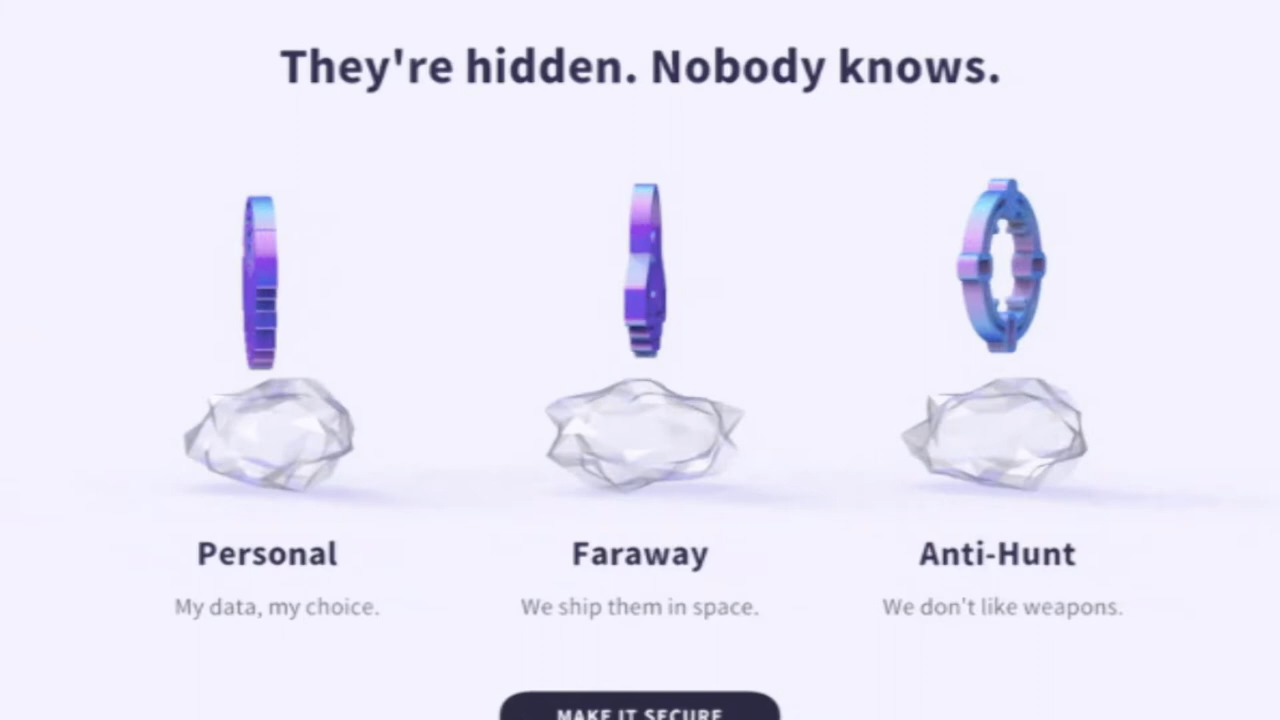 They're hidden. Nobody knows.
Personal
Faraway
Anti-Hunt
My data, my choice.
We ship them in space.
We don't like weapons.
MAKE IT SECURE